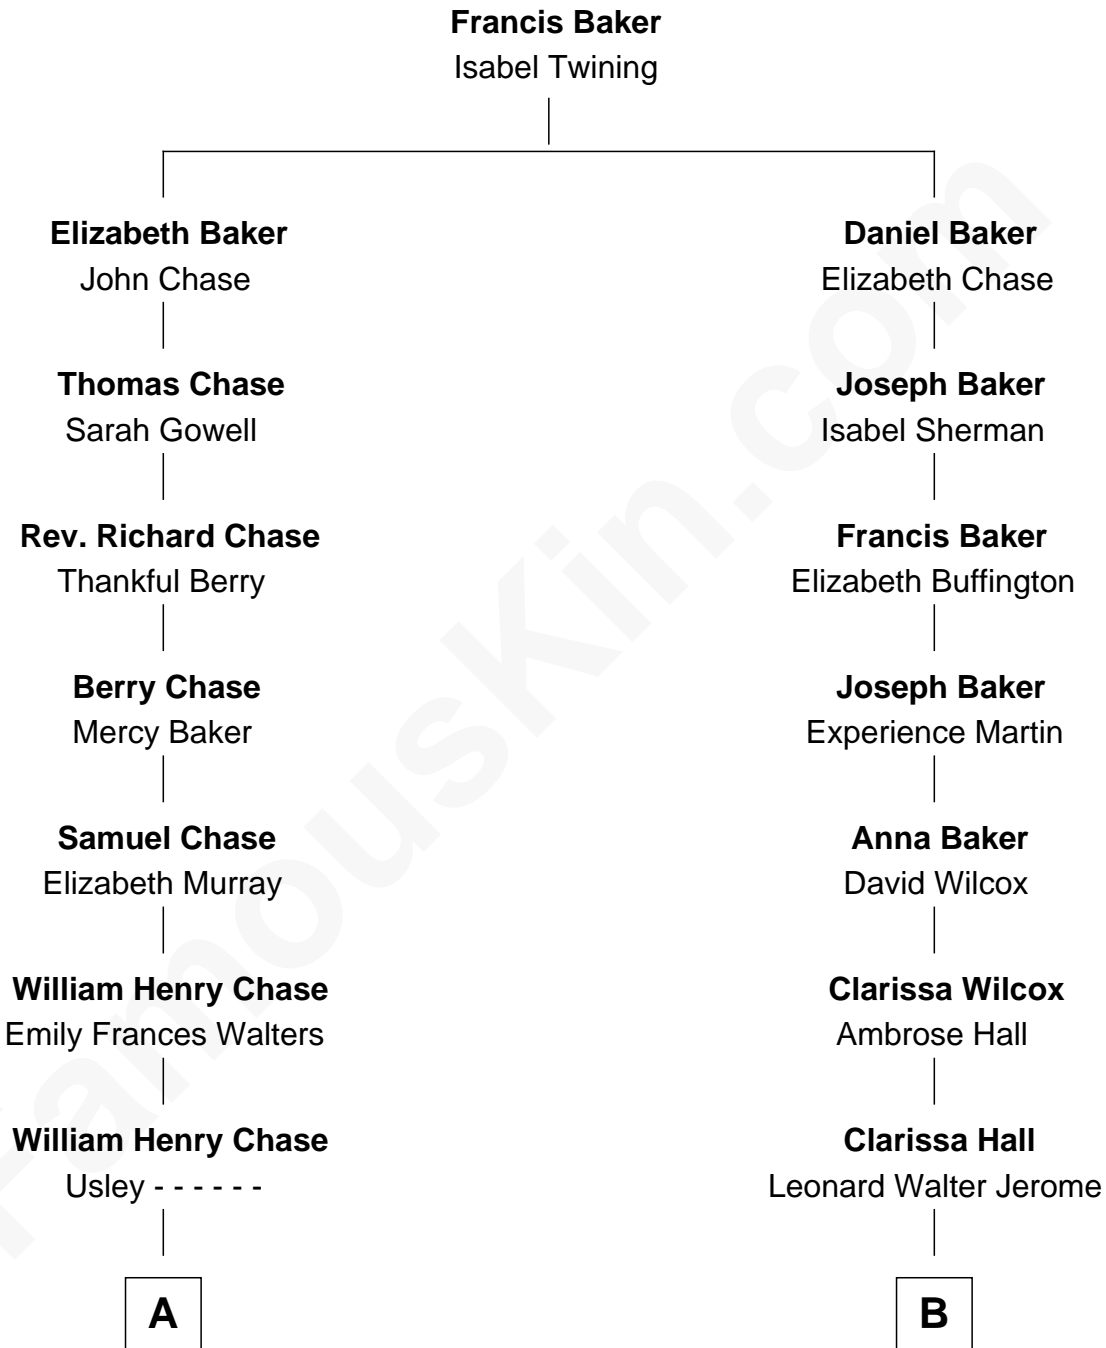 Francis Baker
Isabel Twining
Elizabeth Baker
John Chase
Daniel Baker
Elizabeth Chase
Thomas Chase
Sarah Gowell
Joseph Baker
Isabel Sherman
Rev. Richard Chase
Thankful Berry
Francis Baker
Elizabeth Buffington
Berry Chase
Mercy Baker
Joseph Baker
Experience Martin
Samuel Chase
Elizabeth Murray
Anna Baker
David Wilcox
William Henry Chase
Emily Frances Walters
Clarissa Wilcox
Ambrose Hall
William Henry Chase
Usley - - - - - -
Clarissa Hall
Leonard Walter Jerome
A
B
FamousKin.com